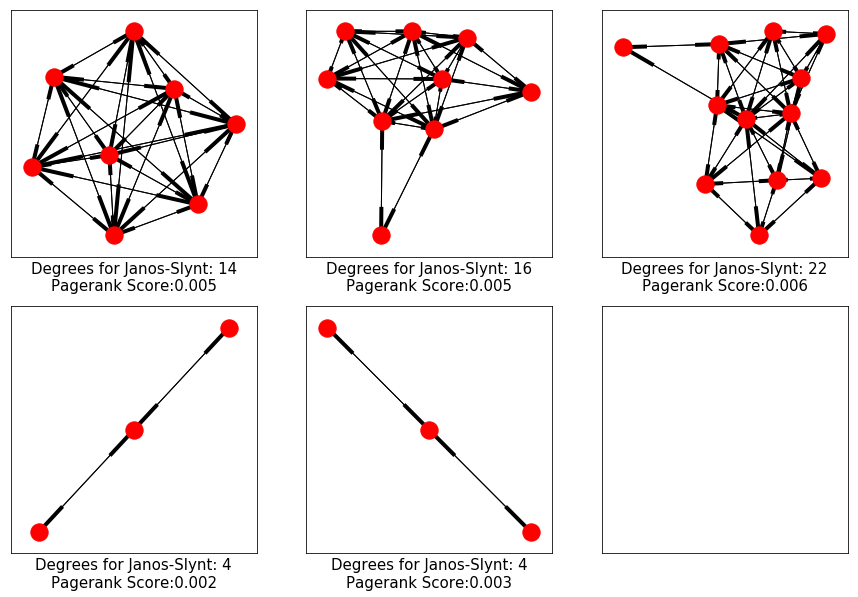 Degrees for Janos-Slynt: 14
Pagerank Score:0.005
Degrees for Janos-Slynt: 16
Pagerank Score:0.005
Degrees for Janos-Slynt: 22
Pagerank Score:0.006
Degrees for Janos-Slynt: 4
Pagerank Score:0.002
Degrees for Janos-Slynt: 4
Pagerank Score:0.003